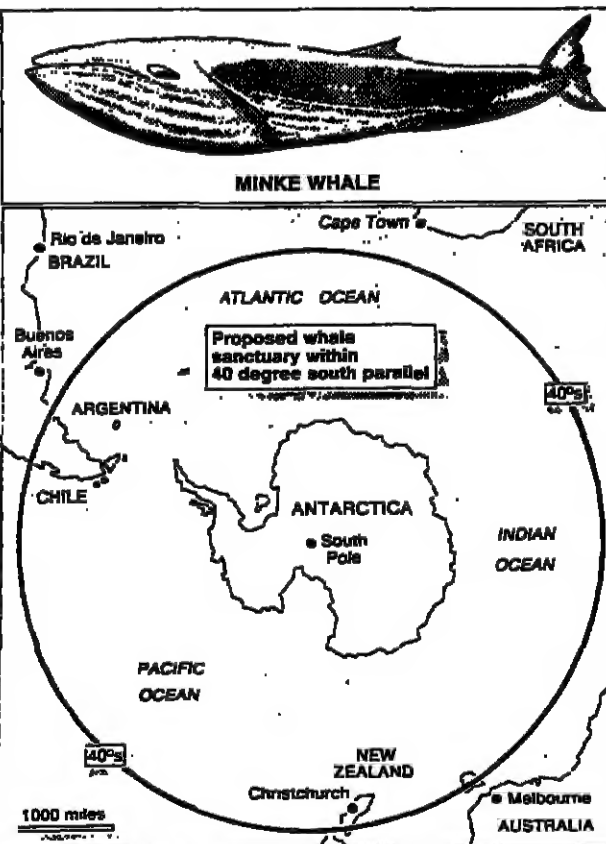 MINKE WHALE
Cape Town
SOUTH
AFRICA
Rio de Janeiro
BRAZIL
ATLANTIC OCEAN
Buenos
Aires
Proposed whale
sanctuary within
40 degree south parallel
40°s
ARGENTINA
CHILE
ANTARCTICA
South
Pole
INDIAN
OCEAN
PACIFIC
OCEAN
40°s
NEW
ZEALAND
Christchurch
Melbourne
1000 miles
AUSTRALIA